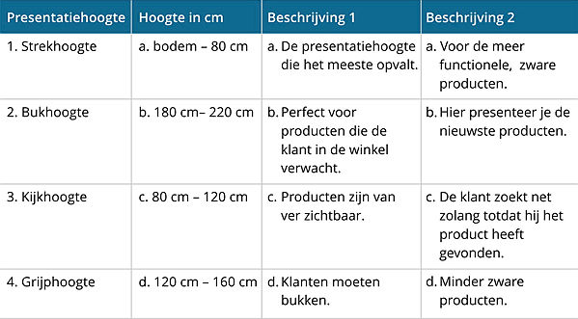 Presentatiehoogte Hoogte in cm Beschrijving 1 Beschrijving 2
1. Strekhoogte
a. bodem – 80 cm
a. De presentatiehoogte
die het meeste opvalt.
a. Voor de meer
functionele, zware
producten.
2. Bukhoogte
b. 180 cm– 220 cm
b. Perfect voor
producten die de
klant in de winkel
verwacht.
b. Hier presenteer je de
nieuwste producten.
3. Kijkhoogte
c. 80 cm – 120 cm
c. Producten zijn van
ver zichtbaar.
c. De klant zoekt net
zolang totdat hij het
product heeft
gevonden.
4. Grijphoogte
d. 120 cm – 160 cm
d. Klanten moeten
bukken.
d. Minder zware
producten.